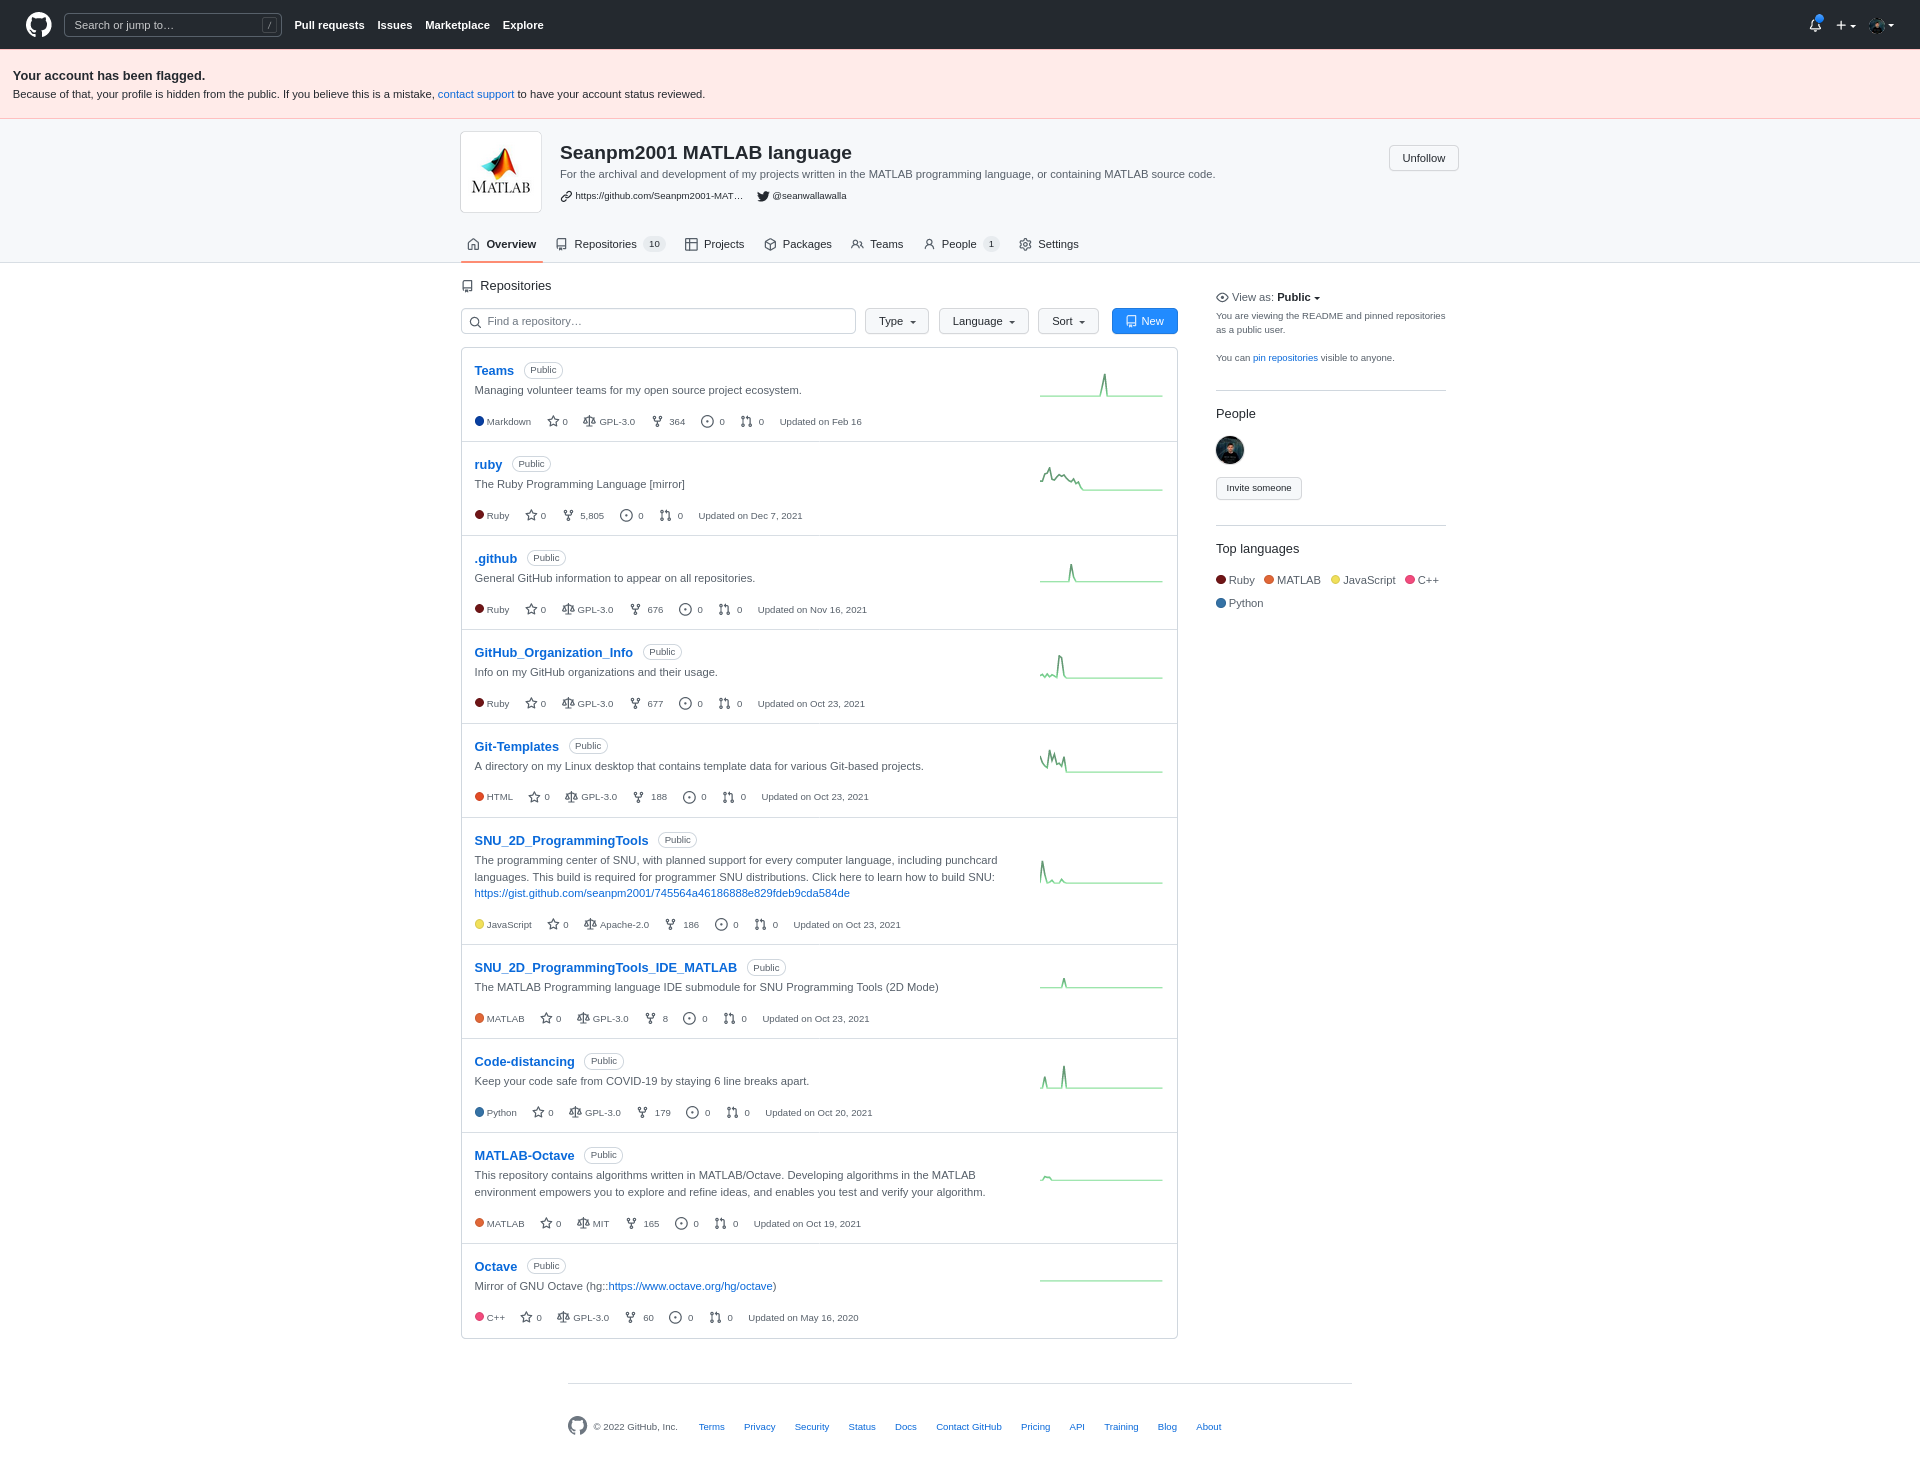 Search or jump to…
/
Pull requests Issues Marketplace Explore
Your account has been flagged.
Because of that, your profile is hidden from the public. If you believe this is a mistake, contact support to have your account status reviewed.
MATLAB
Seanpm2001 MATLAB language
Unfollow
For the archival and development of my projects written in the MATLAB programming language, or containing MATLAB source code.
https://github.com/Seanpm2001-MAT… @seanwallawalla
Overview Repositories 10 Projects Packages Teams People 1 Settings
Repositories
Find a repository…
Type Language Sort New
Teams Public
Managing volunteer teams for my open source project ecosystem.
Markdown 0 GPL-3.0 364 0 0 Updated on Feb 16
ruby Public
The Ruby Programming Language [mirror]
Ruby 0 5,805 0 0 Updated on Dec 7, 2021
.github Public
General GitHub information to appear on all repositories.
Ruby 0 GPL-3.0 676 0 0 Updated on Nov 16, 2021
GitHub_Organization_Info Public
Info on my GitHub organizations and their usage.
Ruby 0 GPL-3.0 677 0 0 Updated on Oct 23, 2021
Git-Templates Public
A directory on my Linux desktop that contains template data for various Git-based projects.
HTML 0 GPL-3.0 188 0 0 Updated on Oct 23, 2021
SNU_2D_ProgrammingTools Public
The programming center of SNU, with planned support for every computer language, including punchcard
languages. This build is required for programmer SNU distributions. Click here to learn how to build SNU:
https://gist.github.com/seanpm2001/745564a46186888e829fdeb9cda584de
JavaScript 0 Apache-2.0 186 0 0 Updated on Oct 23, 2021
SNU_2D_ProgrammingTools_IDE_MATLAB Public
The MATLAB Programming language IDE submodule for SNU Programming Tools (2D Mode)
MATLAB 0 GPL-3.0 8 0 0 Updated on Oct 23, 2021
Code-distancing Public
Keep your code safe from COVID-19 by staying 6 line breaks apart.
Python 0 GPL-3.0 179 0 0 Updated on Oct 20, 2021
MATLAB-Octave Public
This repository contains algorithms written in MATLAB/Octave. Developing algorithms in the MATLAB
environment empowers you to explore and refine ideas, and enables you test and verify your algorithm.
MATLAB 0 MIT 165 0 0 Updated on Oct 19, 2021
Octave Public
Mirror of GNU Octave (hg::https://www.octave.org/hg/octave)
C++ 0 GPL-3.0 60 0 0 Updated on May 16, 2020
View as: Public
You are viewing the README and pinned repositories
as a public user.
You can pin repositories visible to anyone.
People
Invite someone
Top languages
Ruby MATLAB JavaScript C++
Python
© 2022 GitHub, Inc. Terms Privacy Security Status Docs Contact GitHub Pricing API Training Blog About